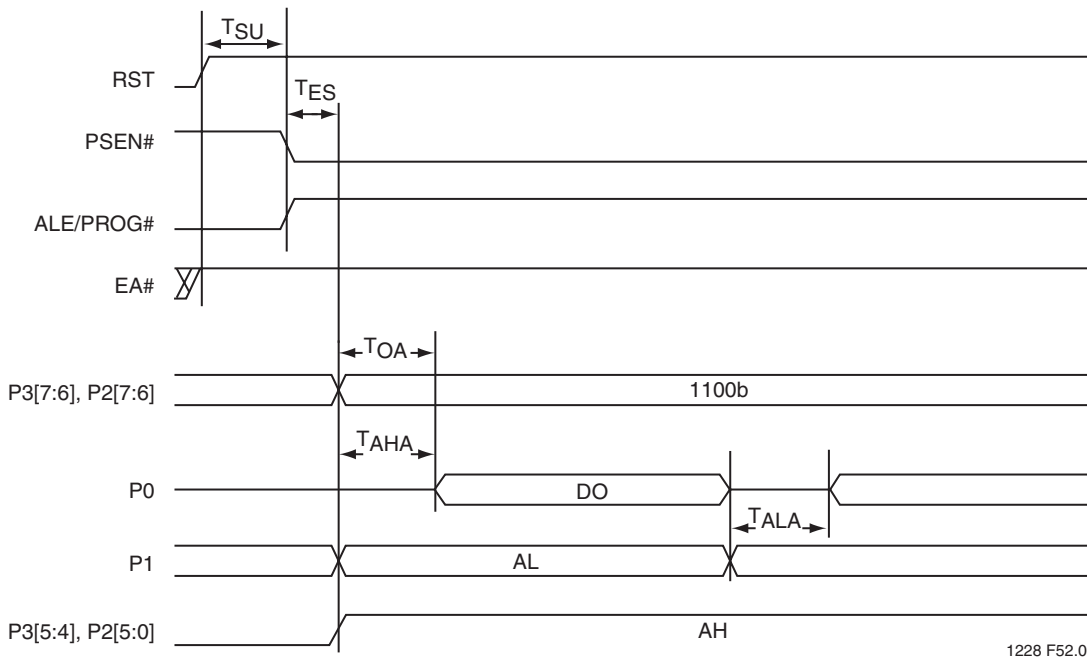 TSU
RST
TES
PSEN#
ALE/PROG#
EA#
TOA
P3[7:6], P2[7:6]
1100b
TAHA
P0
DO
TALA
P1
AL
P3[5:4], P2[5:0]
AH
1228 F52.0